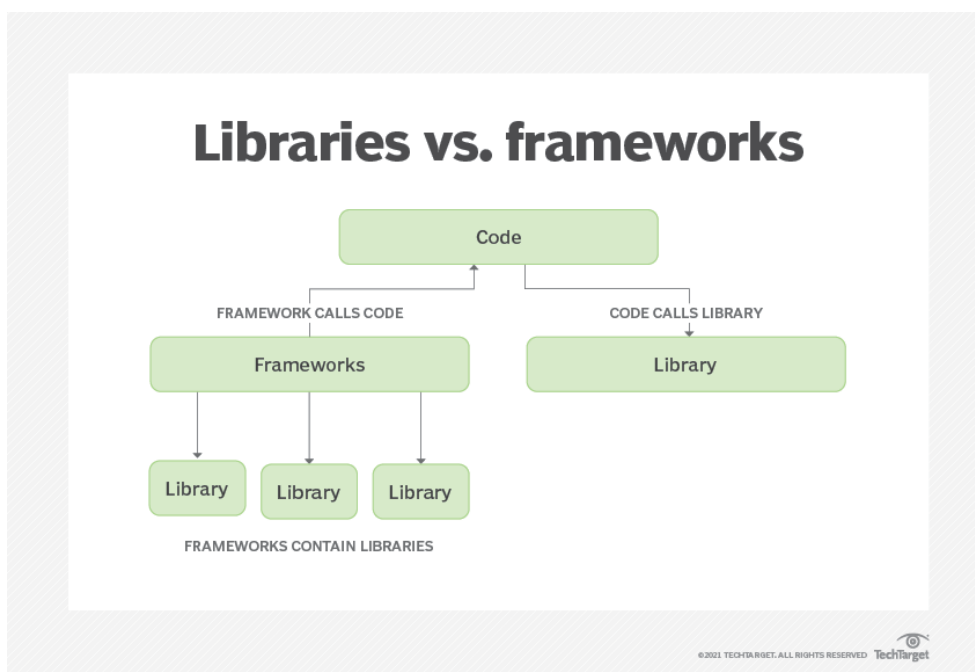 Libraries vs. frameworks
Code
FRAMEWORK CALLS CODE
CODE CALLS LIBRARY
Frameworks
Library
Library
Library
Library
FRAMEWORKS CONTAIN LIBRARIES
©2021 TECHTARGET. ALL RIGHTS RESERVED TechTarget